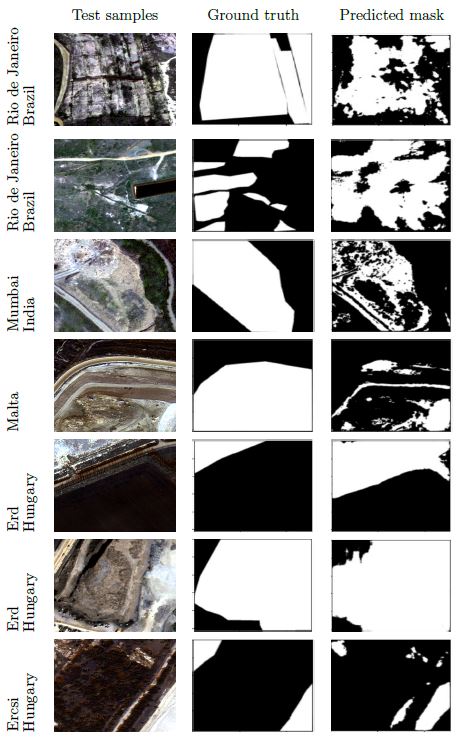 Test samples Ground truth Predicted mask
Rio de Janeiro
Brazil
Rio de Janeiro
Brazil
Mumbai
India
Malta
Erd
Hungary
Erd
Hungary
Ercsi
Hungary